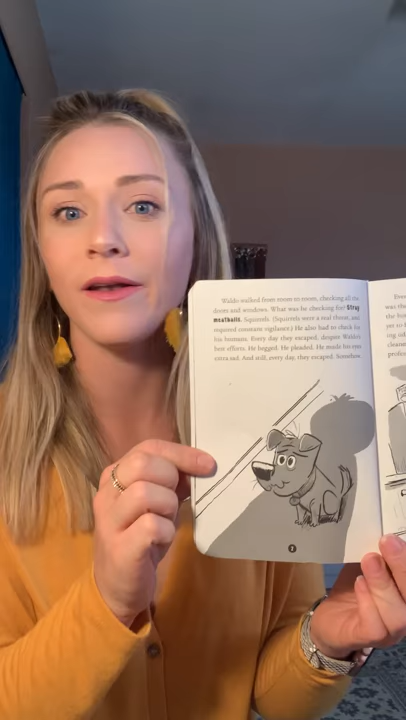 Waldo walked from room to room, checking all the
doors and windows. What was he checking for? Stray
meatballs. Squirrels. (Squirrels were a real threat, and
required constant vigilance.) He also had to check for
his humans. Every day they escaped, despite Waldo's
best efforts. He begged. He pleaded. He made his eyes
extra sad. And still, every day, they escaped. Somehow.
2